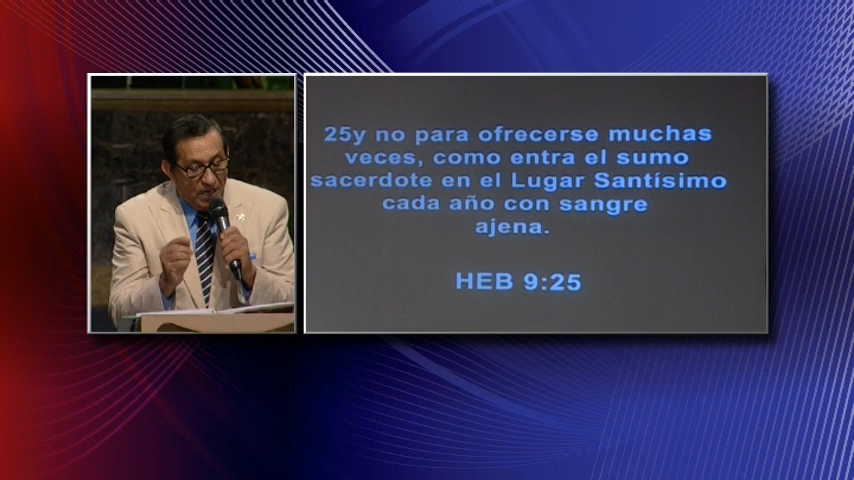 25y no para ofrecerse muchas
veces, como entra el sumo
sacerdote en el Lugar Santísimo
cada año con sangre
ajena.
HEB 9:25